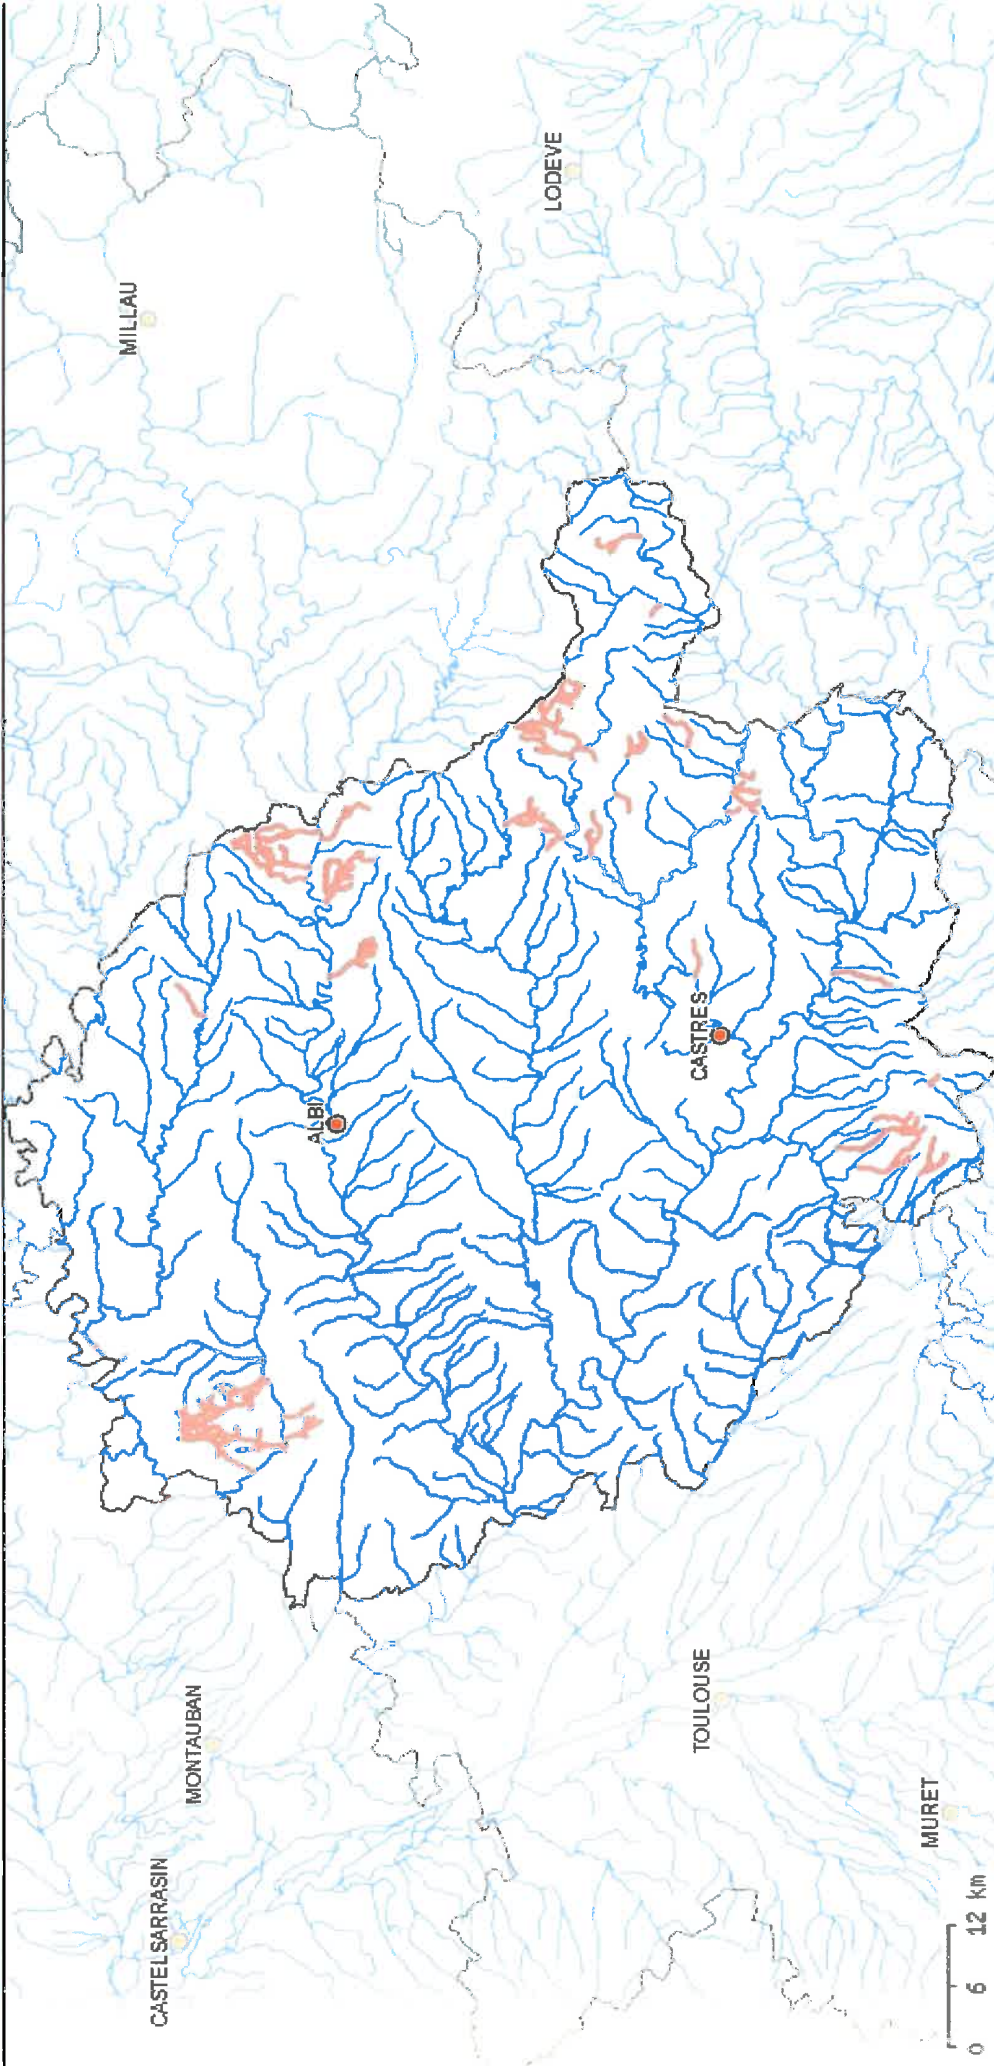 MILLAU
LODEVE
ALBI
CASTRES
MONTAUBAN
CASTELSARRASIN
TOULOUSE
MURET
0 6 12 km